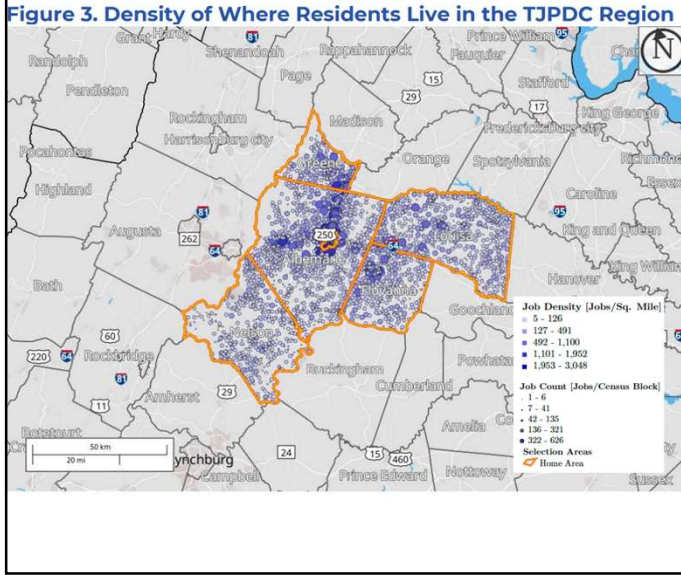 Figure 3. Density of Where Residents Live in the TJPDC Region
Grant
Hardy
81
Prince William
95
N
Randolph
Shenandoah
Rappahannock
Fauquier
Page
15
Stafford
Pendleton
29
17
Rockingham
Madison
King George
Harrisonburg city
Fredericksburg city
Pocahontas
Greene
Orange
Spotsylvania
Richmond
Highland
Essex
Caroline
81
Augusta
250
64
Louisa
95
King and Queen
262
64
Albemarle
King William
Bath
Hanover
Fluvanna
Goochland
Nelson
60
Job Density [Jobs/Sq. Mile]
5 - 126
127 - 491
492 - 1,100
1,101 - 1,952
1,953 - 3,048
220
64
Rockbridge
Buckingham
Powhatan
81
Cumberland
Job Count [Jobs/Census Block]
1 - 6
7 - 41
42 - 135
136 - 321
322 - 626
Amherst
29
11
Amelia
Botetourt
Selection Areas
Home Area
50 km
20 mi
24
15
460
ynchburg
Campbell
Prince Edward
Nottoway
Sussex